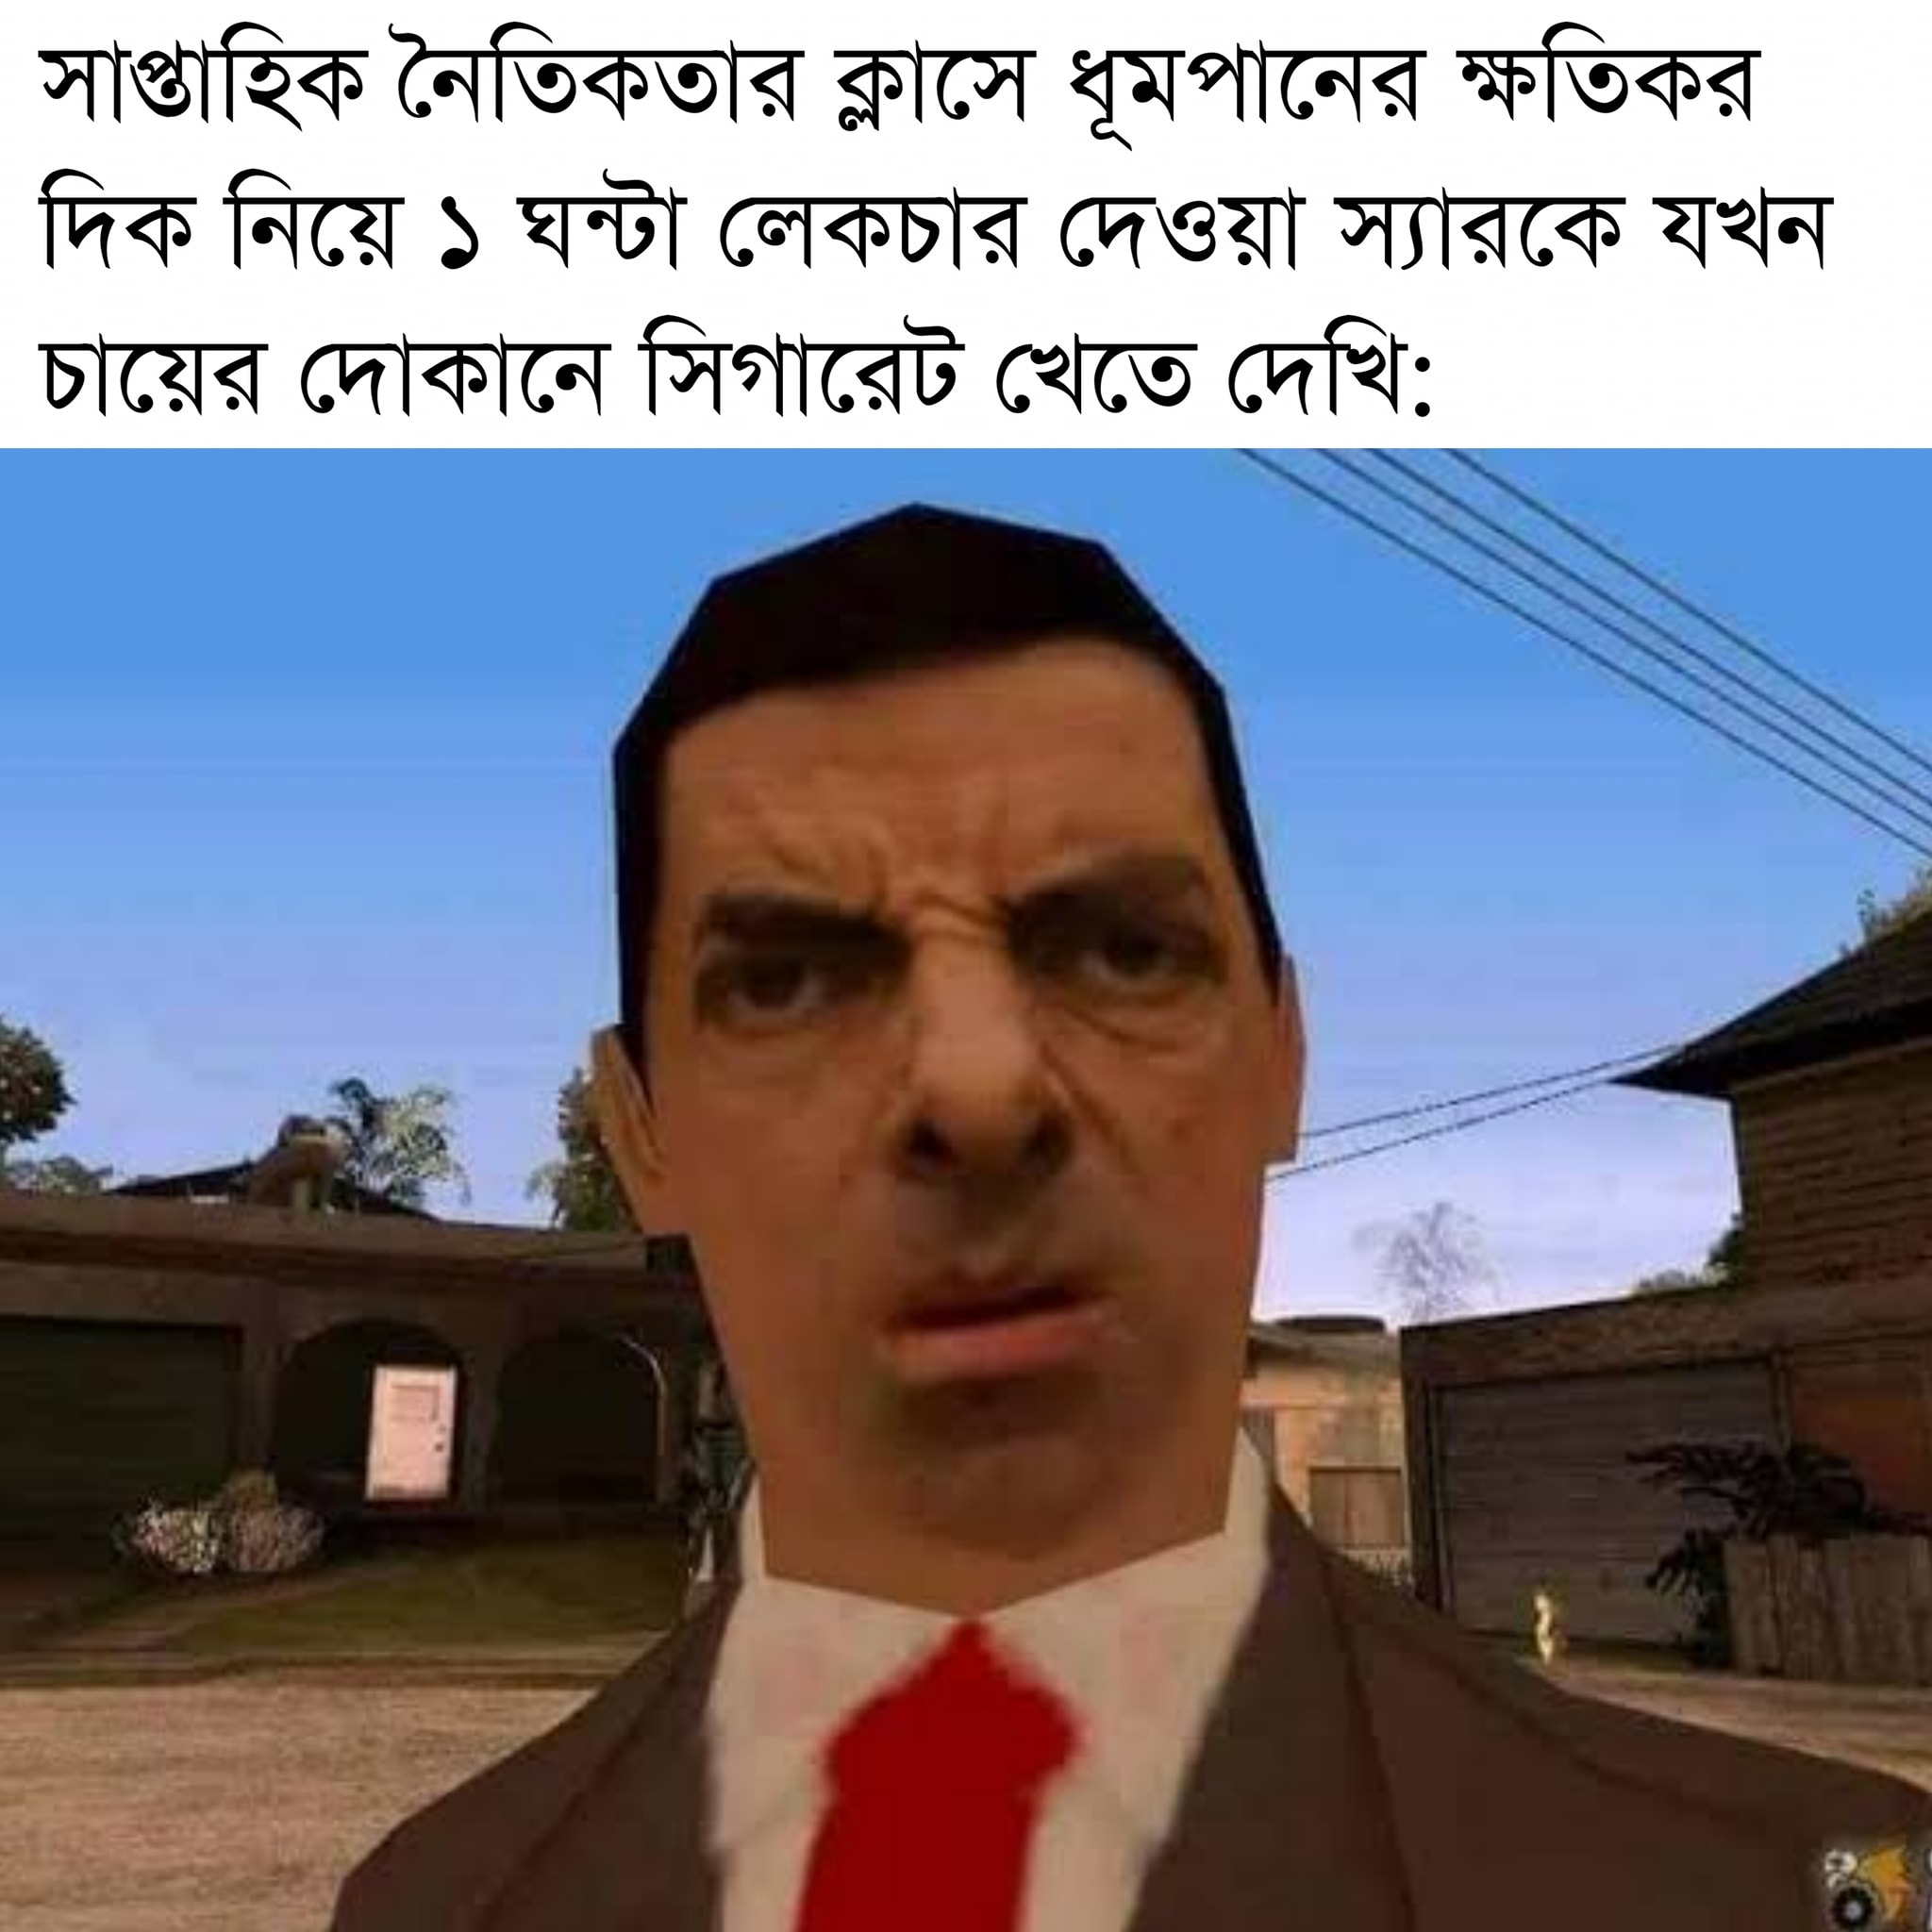 সাপ্তাহিক নৈতিকতার ক্লাসে ধূমপানের ক্ষতিকর
দিক নিয়ে ১ ঘন্টা লেকচার দেওয়া স্যারকে যখন
চায়ের দোকানে সিগারেট খেতে দেখি: